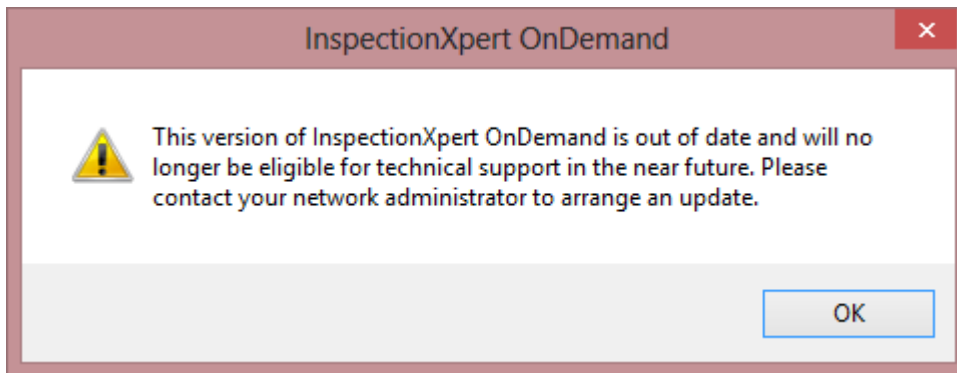 InspectionXpert OnDemand
This version of InspectionXpert OnDemand is out of date and will no
longer be eligible for technical support in the near future. Please
contact your network administrator to arrange an update.
OK